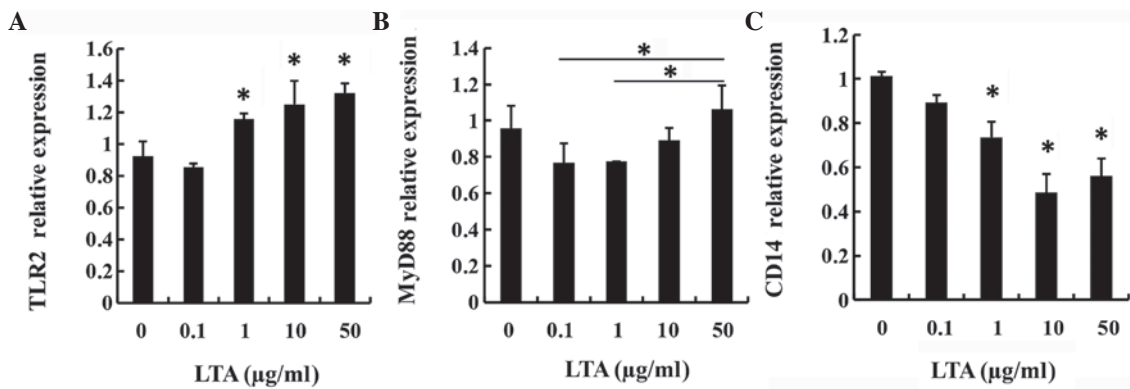 A
TLR2 relative expression
1.6
1.4
1.2
1
0.8
0.6
0.4
0.2
0
* * *
0 0.1 1 10 50
LTA (µg/ml)
B
MyD88 relative expression
1.4
1.2
1
0.8
0.6
0.4
0.2
0
*
*
0 0.1 1 10 50
LTA (µg/ml)
C
CD14 relative expression
1.2
1
0.8
0.6
0.4
0.2
0
* * *
0 0.1 1 10 50
LTA (µg/ml)